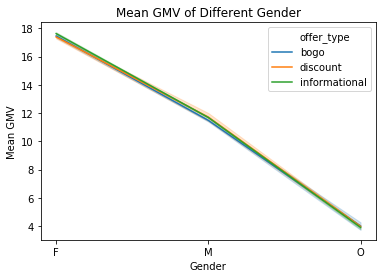 Mean GMV of Different Gender
18
16
14
12
10
8
6
4
Mean GMV
offer_type
bogo
discount
informational
F
M
O
Gender